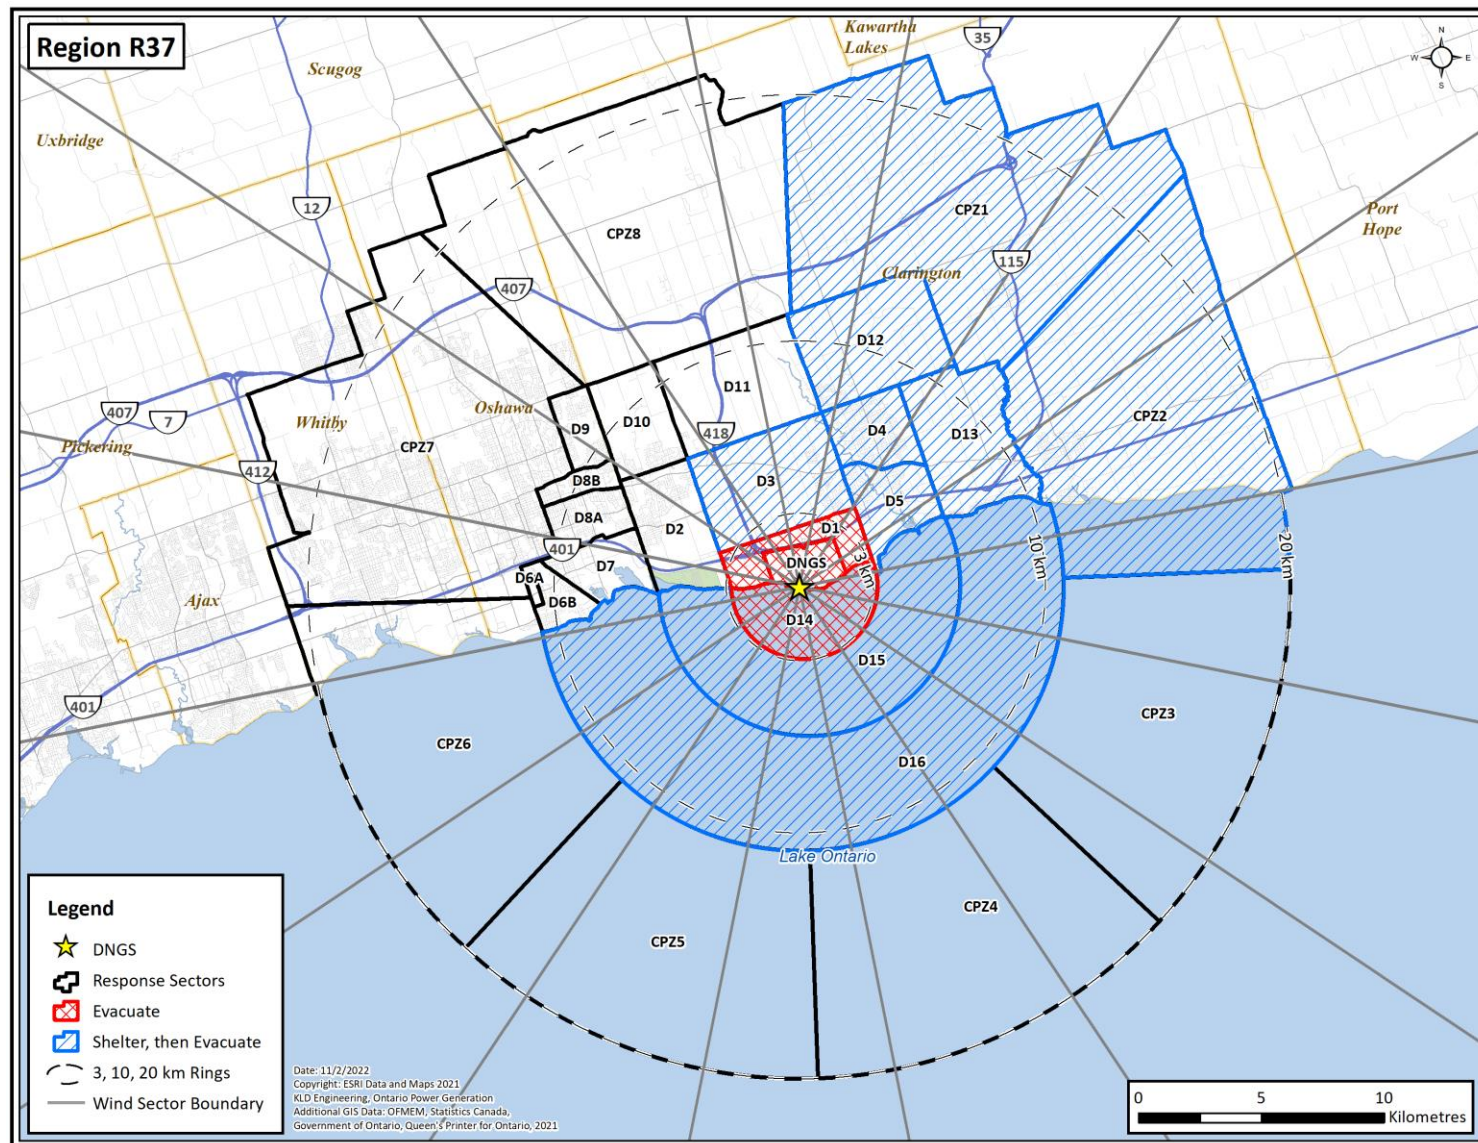 Region R37
Kawartha
Lakes
35
N
W
E
S
Scugog
Uxbridge
12
CPZ8
CPZ1
Port
Hope
115
Clarington
407
D12
D11
407
7
Whitby
Oshawa
Pickering
CPZ7
D9
D10
418
D4
D13
CPZ2
412
D8B
D3
D5
D8A
D2
D1
401
20 km
10 km
3 km
DNGS
D7
D6A
D6B
Ajax
D14
D15
401
CPZ6
CPZ3
D16
Lake Ontario
CPZ4
CPZ5
Legend
DNGS
Response Sectors
Evacuate
Shelter, then Evacuate
3, 10, 20 km Rings
Wind Sector Boundary
Date: 11/2/2022
Copyright: ESRI Data and Maps 2021
KLD Engineering, Ontario Power Generation
Additional GIS Data: OFMEM, Statistics Canada,
Government of Ontario, Queen's Printer for Ontario, 2021
0 5 10
Kilometres